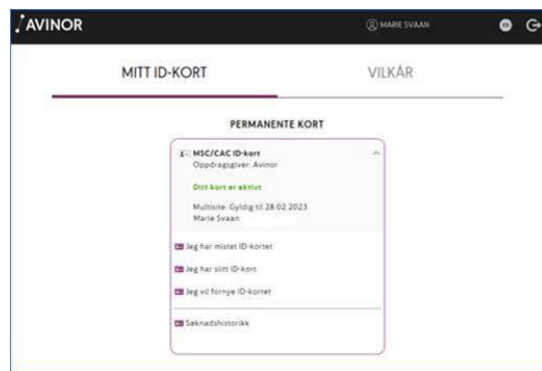 AVINOR
MARIE SVAAN
MITT ID-KORT
VILKÅR
PERMANENTE KORT
MSC/CAC ID-kort
Oppdragsgiver: Avinor
Ditt kort er aktivt
Multisite- Gyldig til 28.02.2023
Marie Svaan
Jeg har mistet ID-kortet
Jeg har slitt ID-kort
Jeg vil fornye ID-kortet
Søknadshistorikk